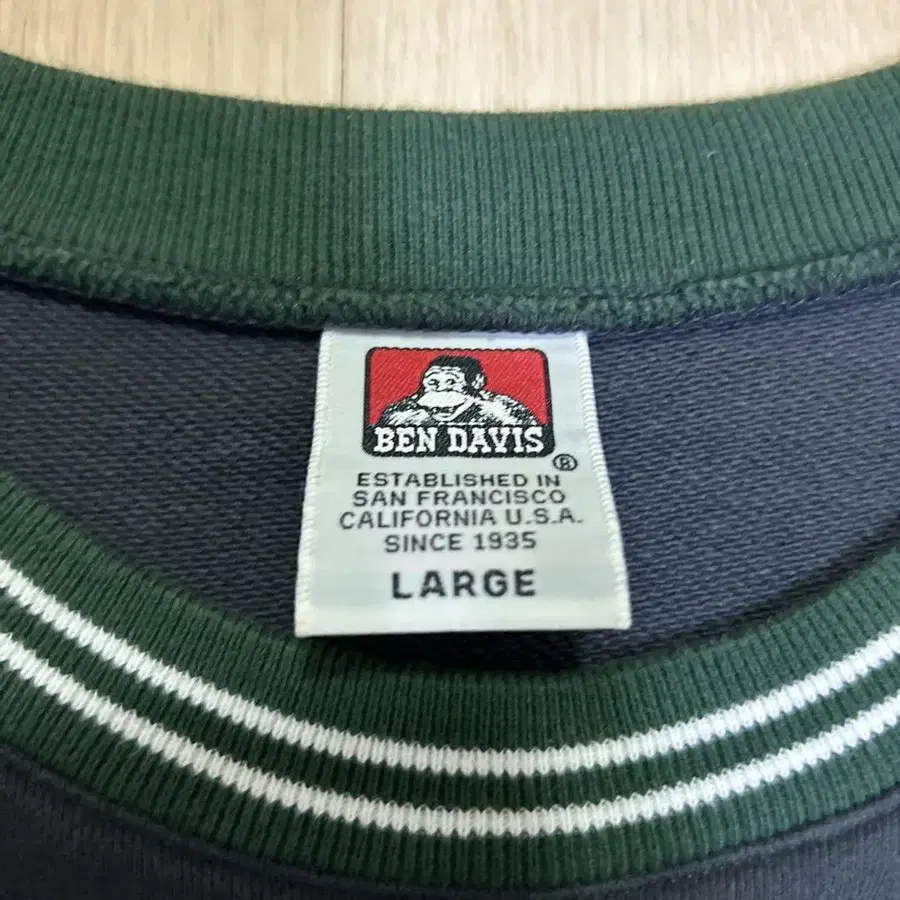 BEN DAVIS
®
ESTABLISHED IN
SAN FRANCISCO
CALIFORNIA U.S.A.
SINCE 1935
LARGE